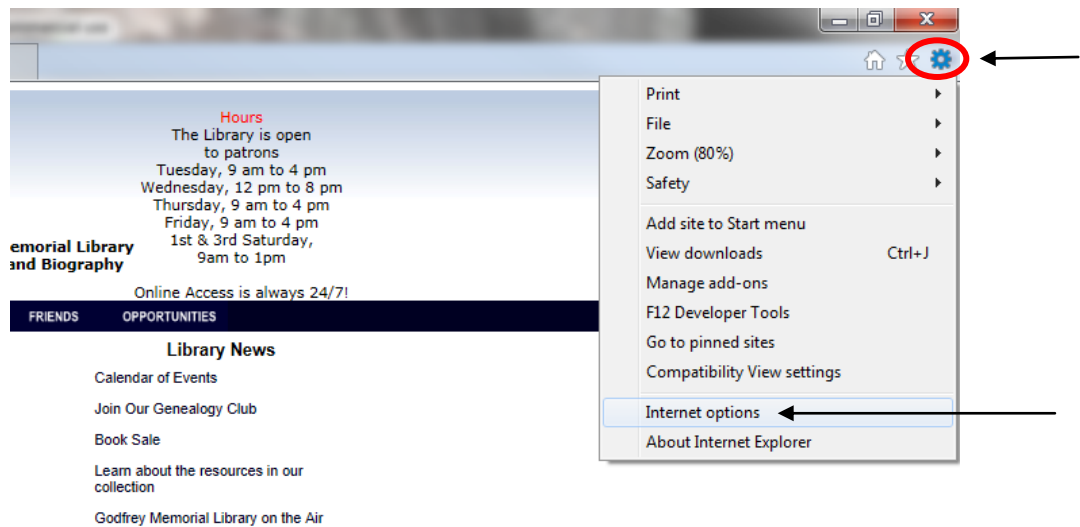 Hours
The Library is open
to patrons
Tuesday, 9 am to 4 pm
Wednesday, 12 pm to 8 pm
Thursday, 9 am to 4 pm
Friday, 9 am to 4 pm
1st & 3rd Saturday,
9am to 1pm
Online Access is always 24/7!
emorial Library
and Biography
FRIENDS OPPORTUNITIES
Library News
Calendar of Events
Join Our Genealogy Club
Book Sale
Learn about the resources in our
collection
Godfrey Memorial Library on the Air
Print
File
Zoom (80%)
Safety
Add site to Start menu
View downloads Ctrl+J
Manage add-ons
F12 Developer Tools
Go to pinned sites
Compatibility View settings
Internet options
About Internet Explorer